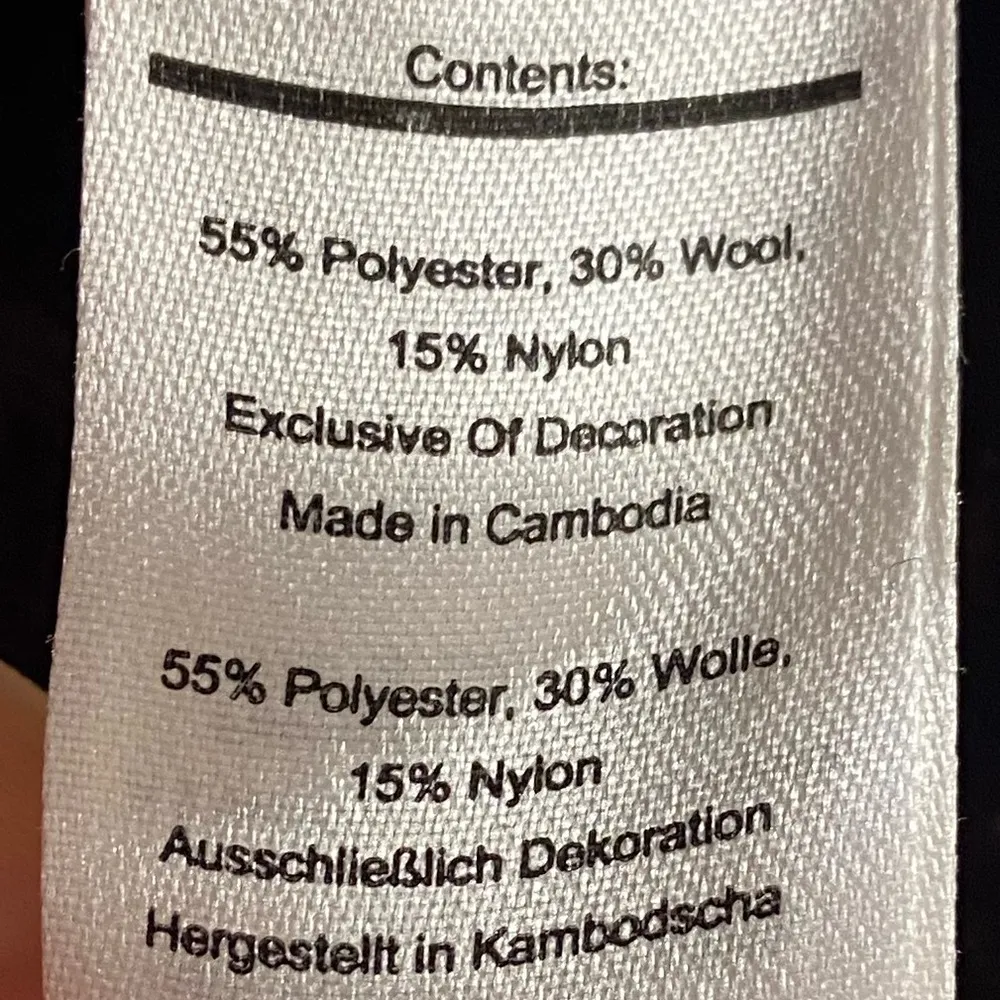 Contents:
55% Polyester, 30% Wool,
15% Nylon
Exclusive Of Decoration
Made in Cambodia
55% Polyester, 30% Wolle,
15% Nylon
Ausschließlich Dekoration
Hergestellt in Kambodscha